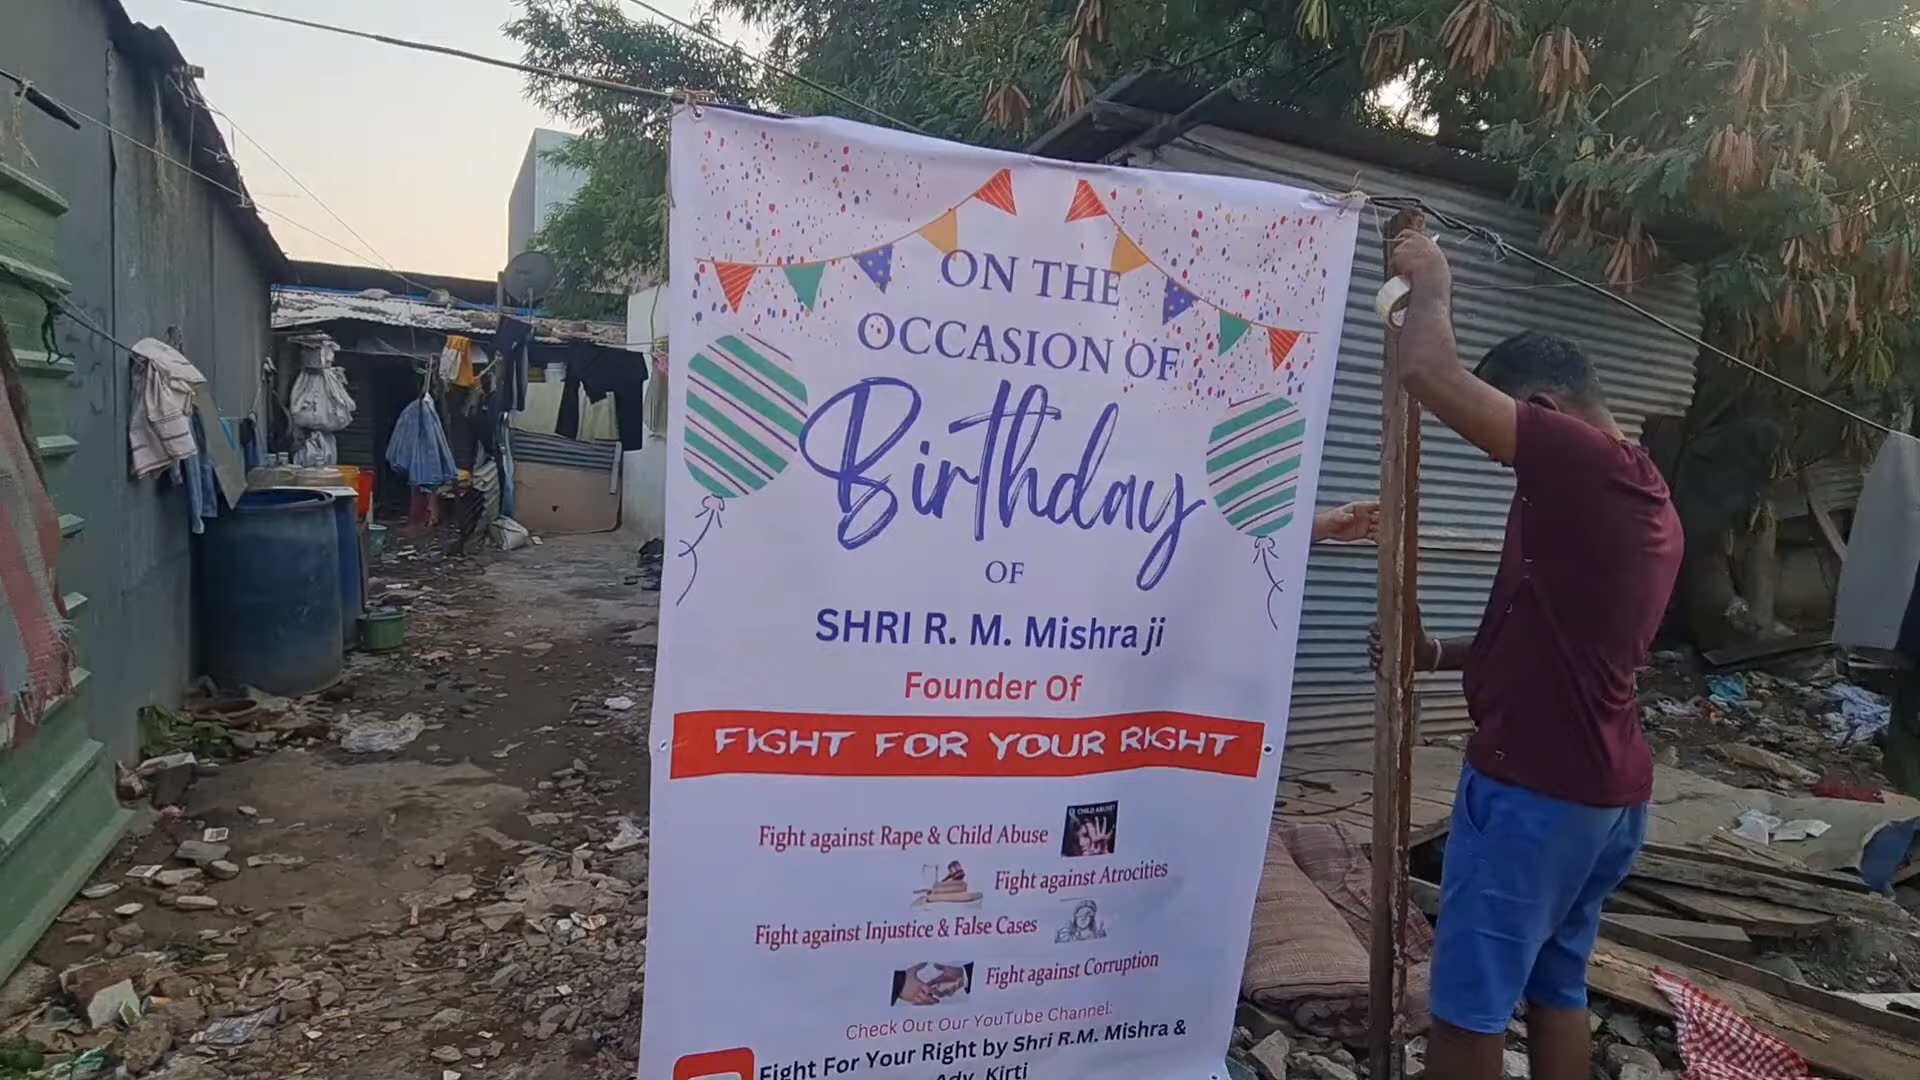 ON THE
OCCASION OF
Birthday
OF
SHRI R. M. Mishra ji
Founder Of
FIGHT FOR YOUR RIGHT
CHILD ABUSE
Fight against Rape & Child Abuse
Fight against Atrocities
Fight against Injustice & False Cases
Fight against Corruption
Check Out Our YouTube Channel:
Fight For Your Right by Shri R.M. Mishra &
Adv. Kirti